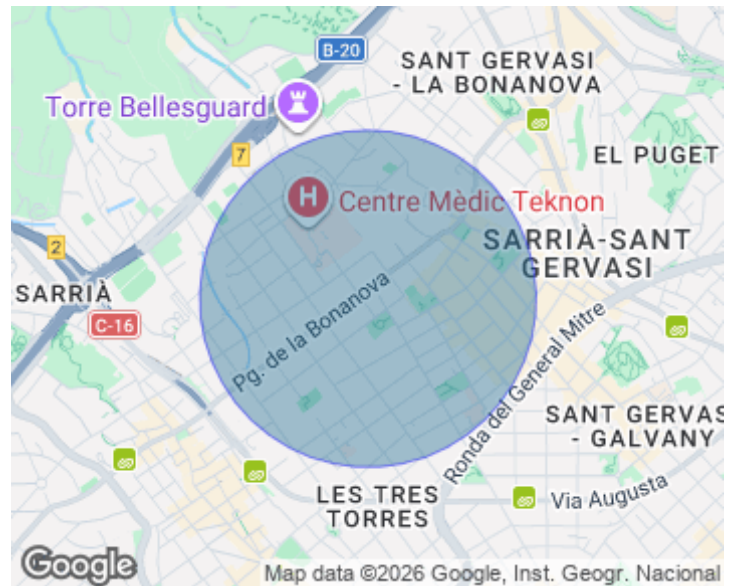 B-20
SANT GERVASI
- LA BONANOVA
Torre Bellesguard
7
EL PUGET
H
Centre Mèdic Teknon
2
SARRIÀ-SANT
GERVASI
SARRIÀ
C-16
Pg. de la Bonanova
Ronda del General Mitre
SANT GERVAS
- GALVANY
LES TRES
TORRES
Via Augusta
Google
Map data ©2026 Google, Inst. Geogr. Nacional